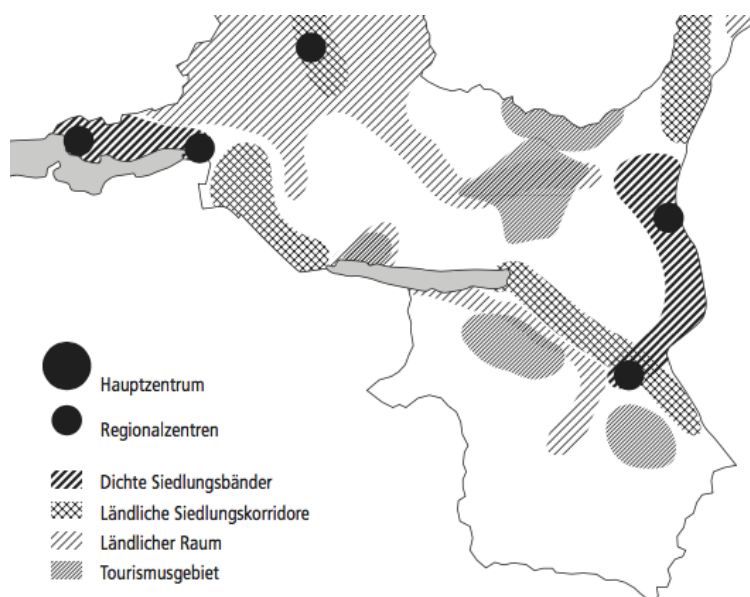 Hauptzentrum
Regionalzentren
Dichte Siedlungsbänder
Ländliche Siedlungskorridore
Ländlicher Raum
Tourismusgebiet